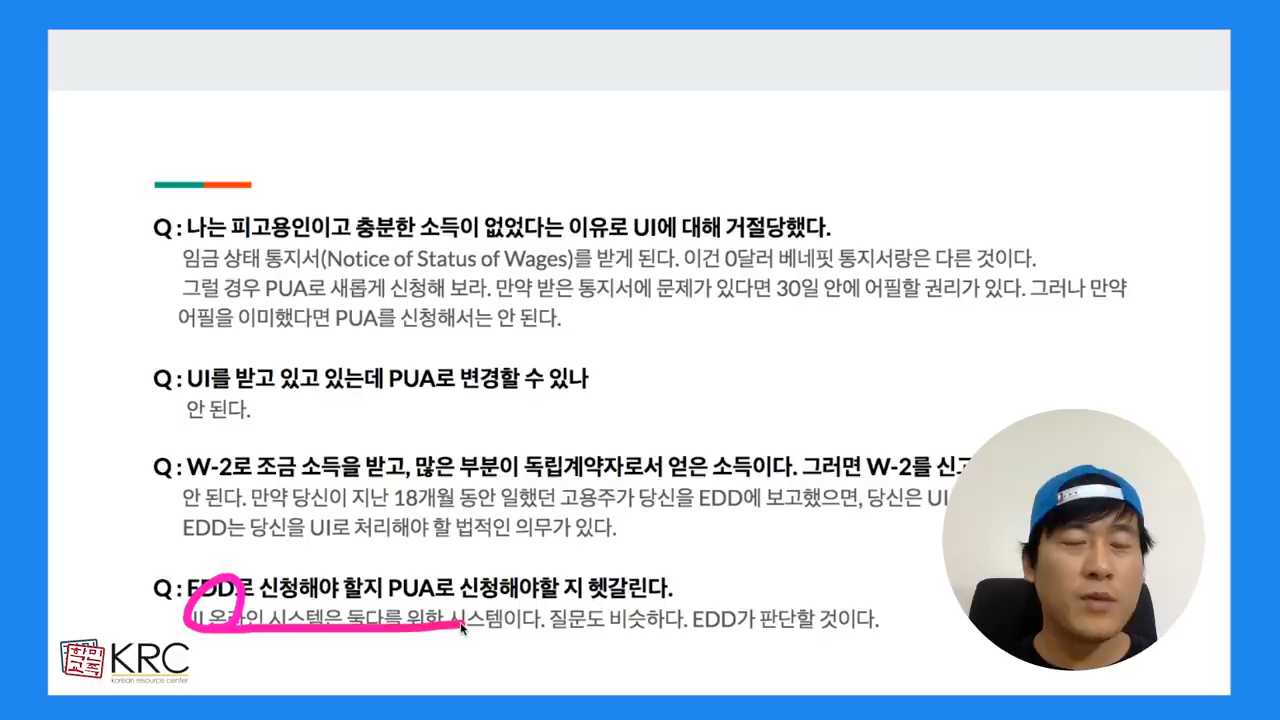 Q : 나는 피고용인이고 충분한 소득이 없었다는 이유로 UI에 대해 거절당했다.
임금 상태 통지서(Notice of Status of Wages)를 받게 된다. 이건 0달러 베네핏 통지서랑은 다른 것이다.
그럴 경우 PUA로 새롭게 신청해 보라. 만약 받은 통지서에 문제가 있다면 30일 안에 어필할 권리가 있다. 그러나 만약
어필을 이미했다면 PUA를 신청해서는 안 된다.
Q : UI를 받고 있고 있는데 PUA로 변경할 수 있나
안 된다.
Q : W-2로 조금 소득을 받고, 많은 부분이 독립계약자로서 얻은 소득이다. 그러면 W-2를
안 된다. 만약 당신이 지난 18개월 동안 일했던 고용주가 당신을 EDD에 보고했으면, 당신은 UI
EDD는 당신을 UI로 처리해야 할 법적인 의무가 있다.
Q : EDD로 신청해야 할지 PUA로 신청해야할 지 헷갈린다.
UI 온라인 시스템은 둘다를 위한 시스템이다. 질문도 비슷하다. EDD가 판단할 것이다.
KRC
korean resource center